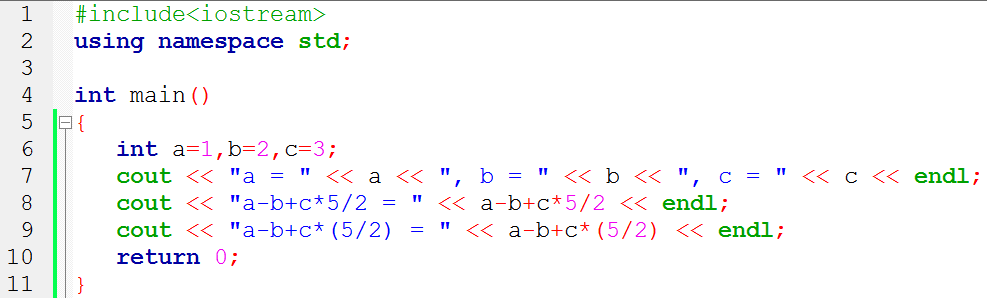 1 #include<iostream>
2 using namespace std;
3
4 int main()
5 {
6 int a=1,b=2,c=3;
7 cout << "a = " << a << ", b = " << b << ", c = " << c << endl;
8 cout << "a-b+c*5/2 = " << a-b+c*5/2 << endl;
9 cout << "a-b+c*(5/2) = " << a-b+c*(5/2) << endl;
10 return 0;
11 }